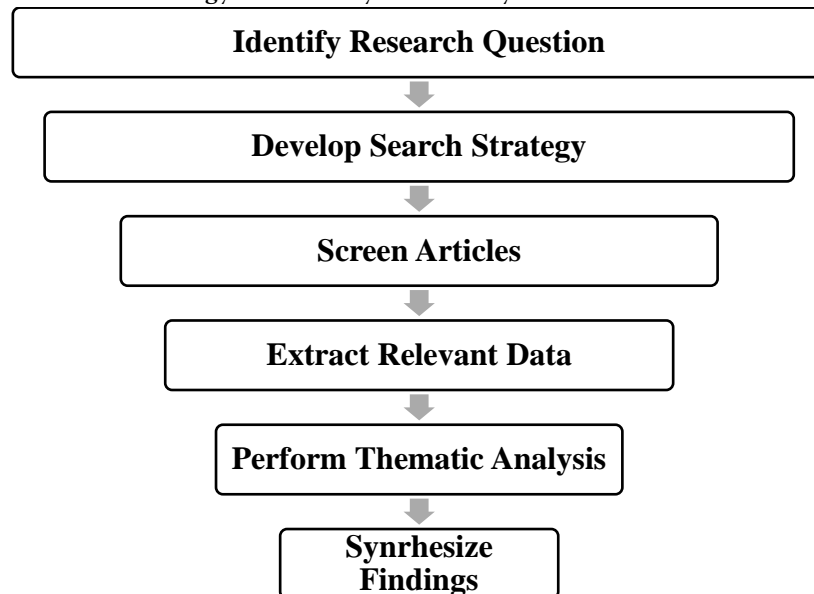 Identify Research Question
Develop Search Strategy
Screen Articles
Extract Relevant Data
Perform Thematic Analysis
Synrhesize
Findings